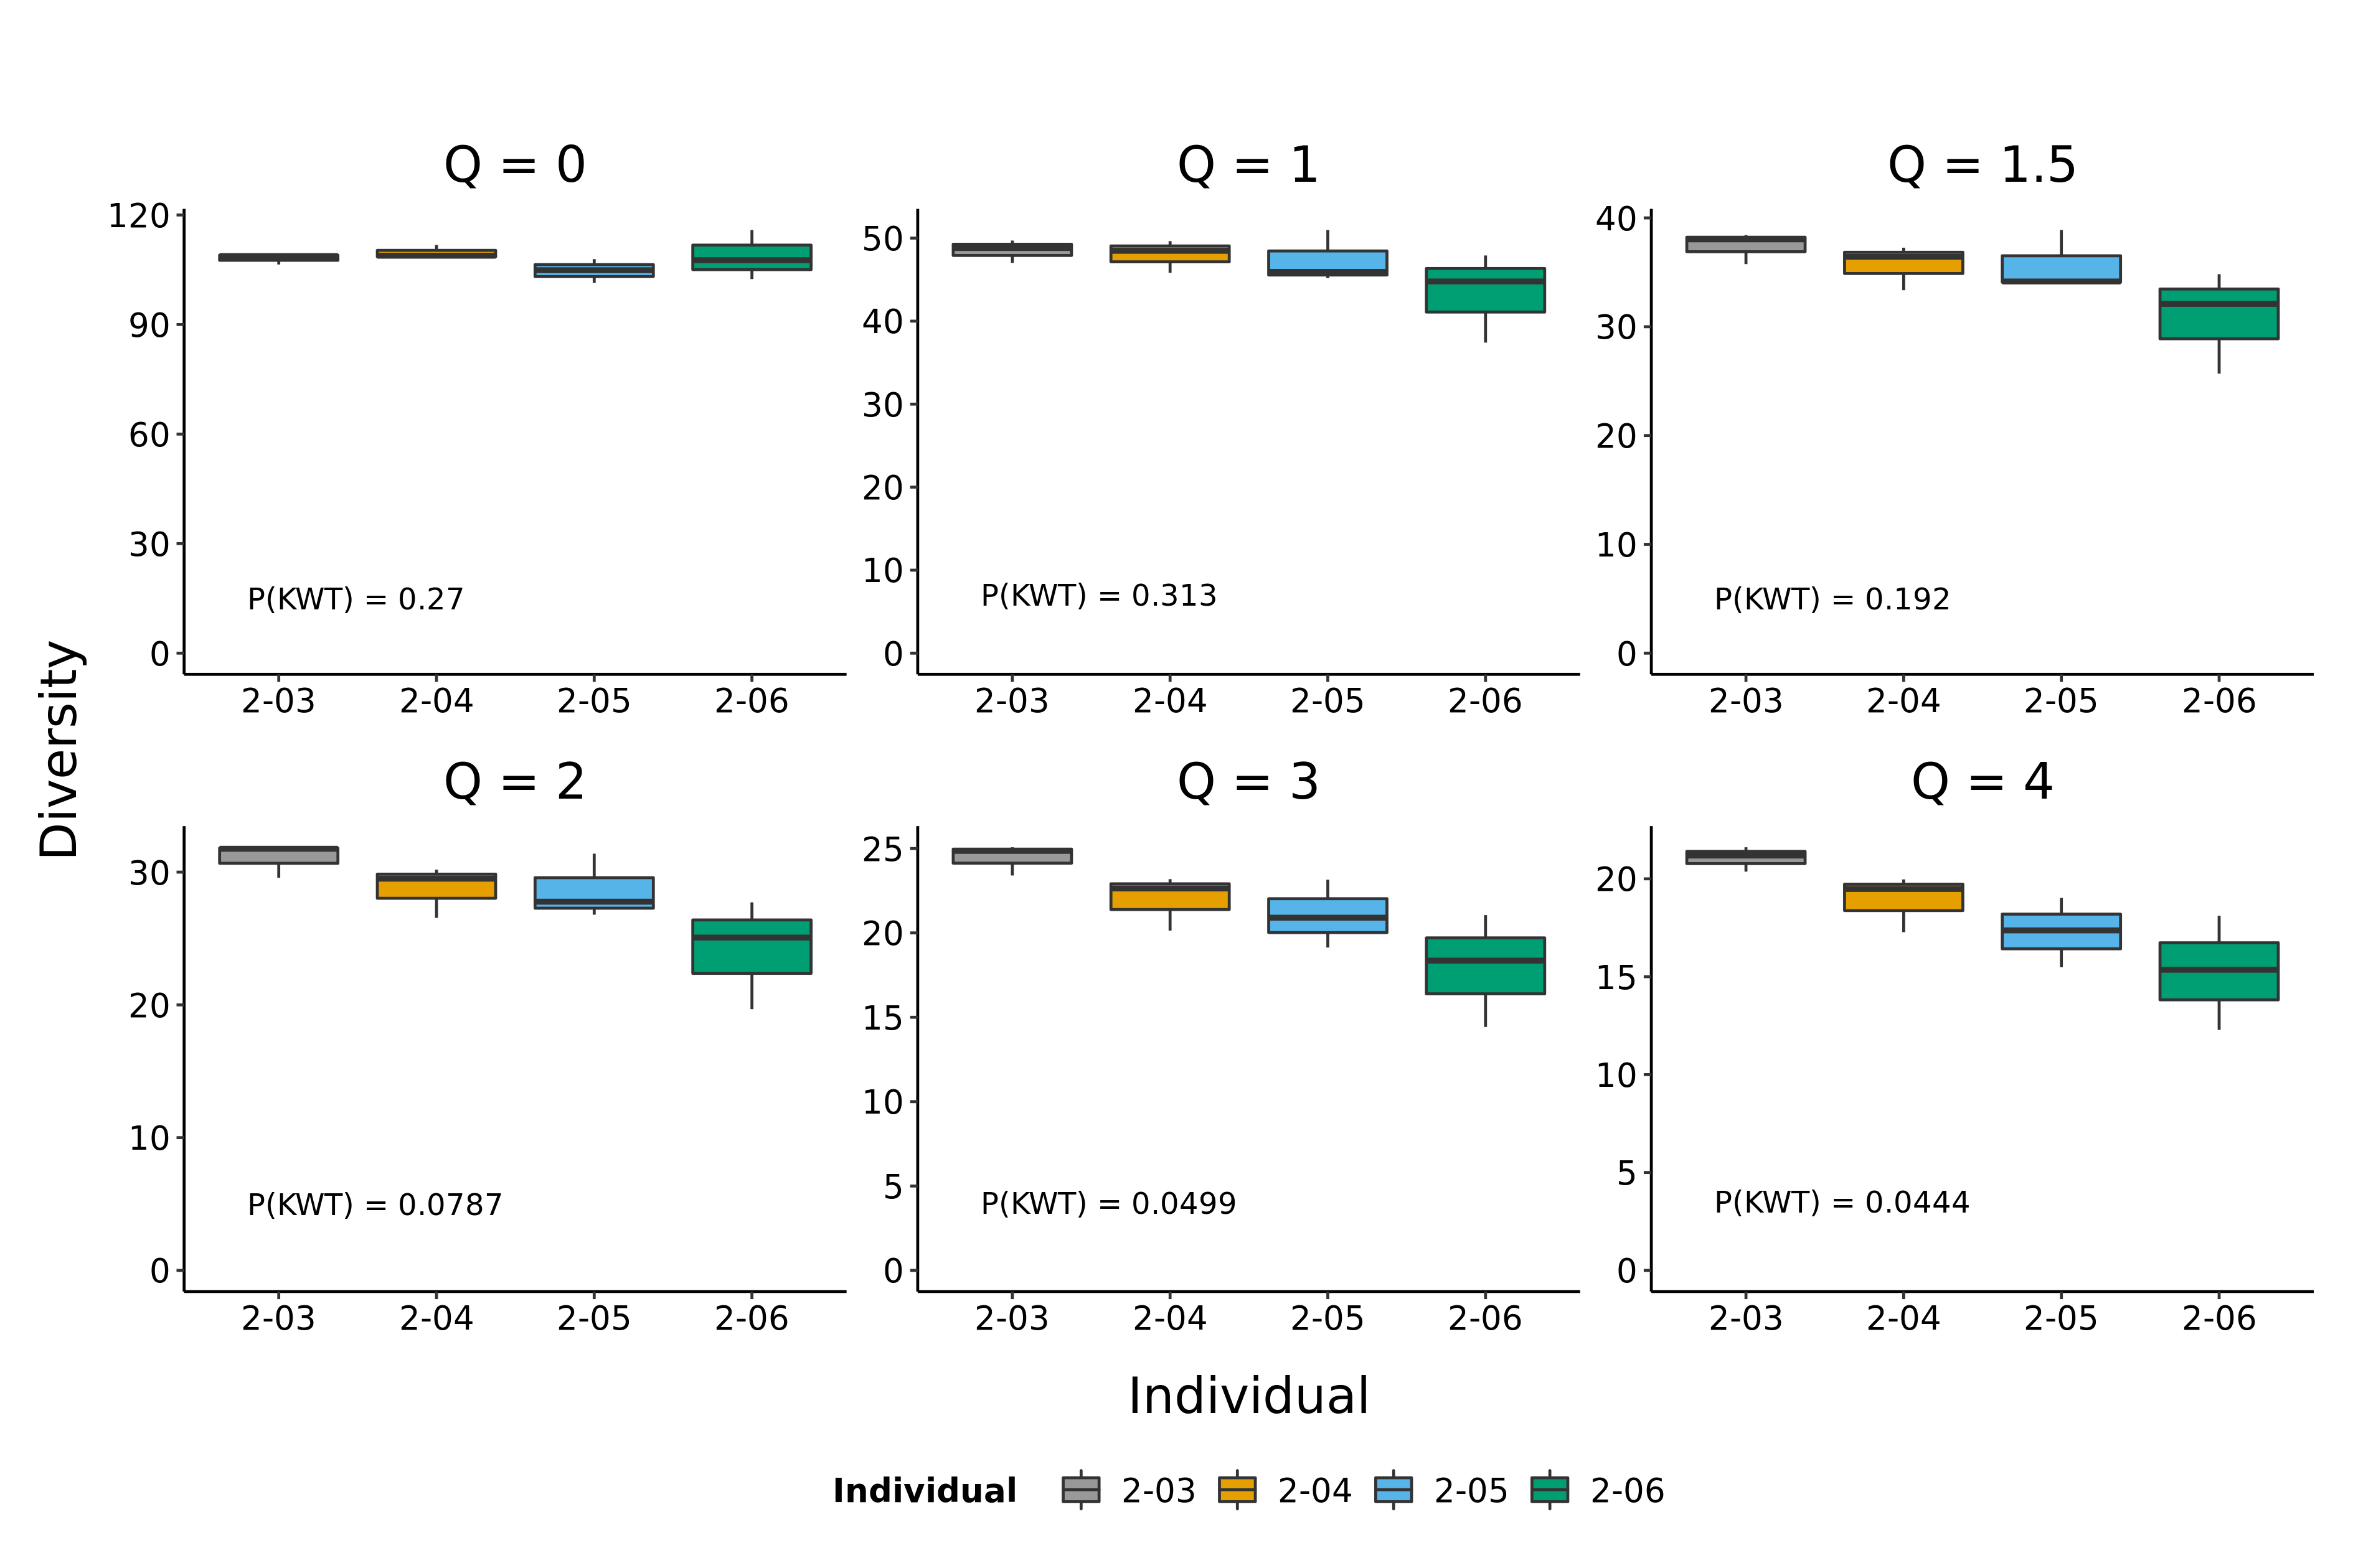 Q = 0
Q = 1
Q = 1.5
120
90
60
30
0
P(KWT) = 0.27
2-03 2-04 2-05 2-06
50
40
30
20
10
0
P(KWT) = 0.313
2-03 2-04 2-05 2-06
40
30
20
10
0
P(KWT) = 0.192
2-03 2-04 2-05 2-06
Diversity
Q = 2
Q = 3
Q = 4
30
20
10
0
P(KWT) = 0.0787
2-03 2-04 2-05 2-06
25
20
15
10
5
0
P(KWT) = 0.0499
2-03 2-04 2-05 2-06
20
15
10
5
0
P(KWT) = 0.0444
2-03 2-04 2-05 2-06
Individual
Individual 2-03 2-04 2-05 2-06